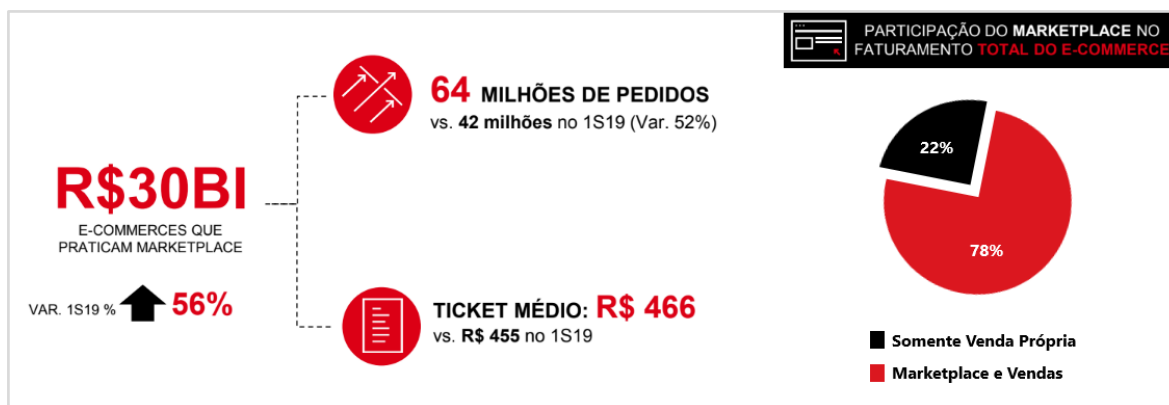 R$30BI
E-COMMERCES QUE
PRATICAM MARKETPLACE
VAR. 1S19 % 56%
64 MILHÕES DE PEDIDOS
vs. 42 milhões no 1S19 (Var. 52%)
TICKET MÉDIO: R$ 466
vs. R$ 455 no 1S19
PARTICIPAÇÃO DO MARKETPLACE NO
FATURAMENTO TOTAL DO E-COMMERCE
22%
78%
Somente Venda Própria
Marketplace e Vendas